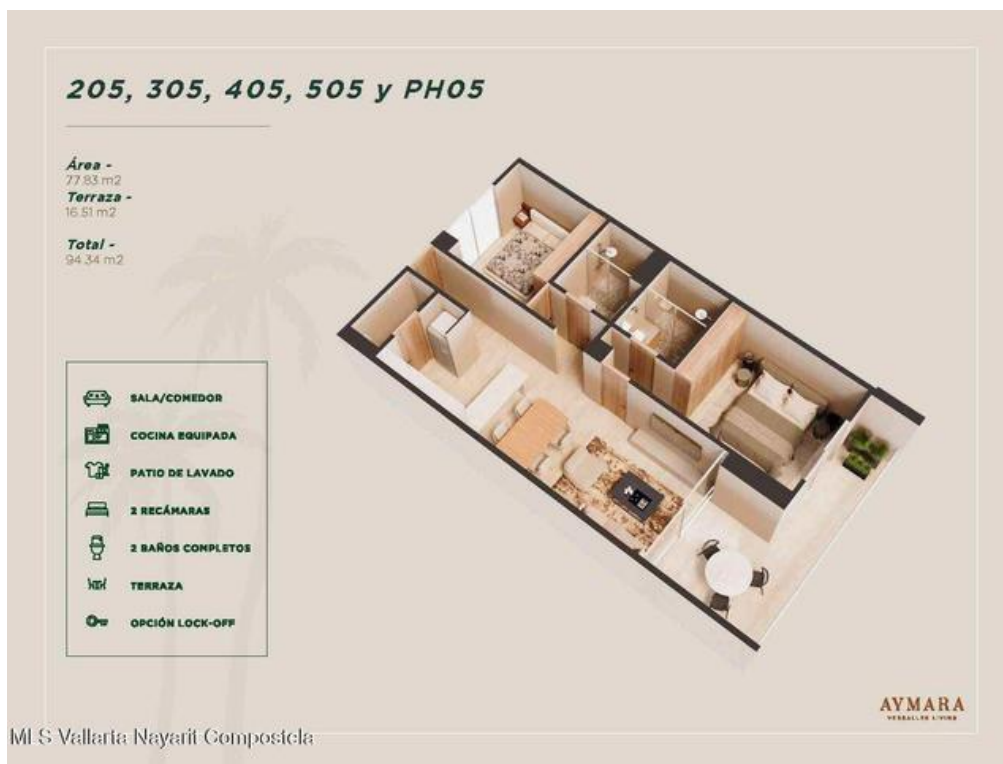 205, 305, 405, 505 y PH05
Área -
77.83 m2
Terraza -
16.51 m2
Total -
94.34 m2
SALA/COMEDOR
COCINA EQUIPADA
PATIO DE LAVADO
2 RECÁMARAS
2 BAÑOS COMPLETOS
TERRAZA
OPCIÓN LOCK-OFF
AYMARA
VERSALLES LIVING
MLS Vallarta Nayarit Compostela